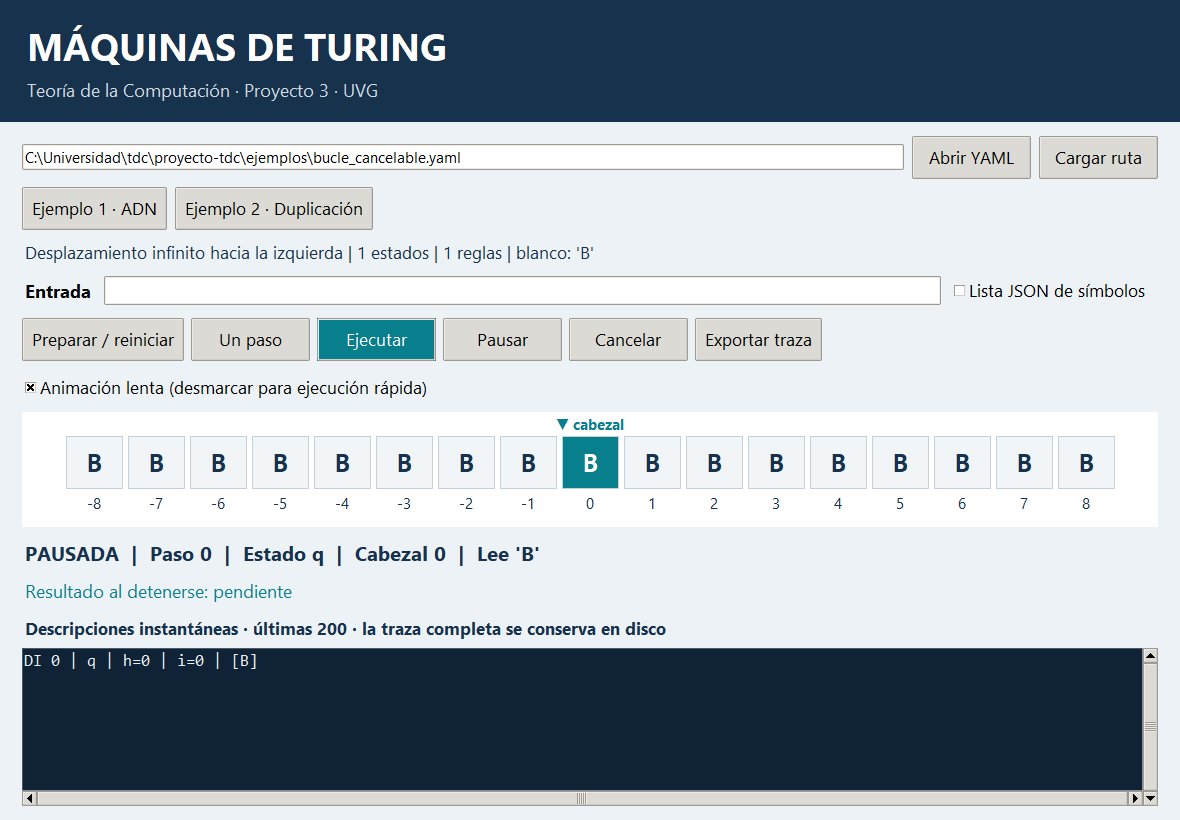 MÁQUINAS DE TURING
Teoría de la Computación · Proyecto 3 · UVG
C:\Universidad\tdc\proyecto-tdc\ejemplos\bucle_cancelable.yaml
Abrir YAML
Cargar ruta
Ejemplo 1 · ADN
Ejemplo 2 · Duplicación
Desplazamiento infinito hacia la izquierda | 1 estados | 1 reglas | blanco: 'B'
Entrada
Lista JSON de símbolos
Preparar / reiniciar
Un paso
Ejecutar
Pausar
Cancelar
Exportar traza
Animación lenta (desmarcar para ejecución rápida)
▼ cabezal
B B B B B B B B B B B B B B B B B
-8 -7 -6 -5 -4 -3 -2 -1 0 1 2 3 4 5 6 7 8
PAUSADA | Paso 0 | Estado q | Cabezal 0 | Lee 'B'
Resultado al detenerse: pendiente
Descripciones instantáneas · últimas 200 · la traza completa se conserva en disco
DI 0 | q | h=0 | i=0 | [B]